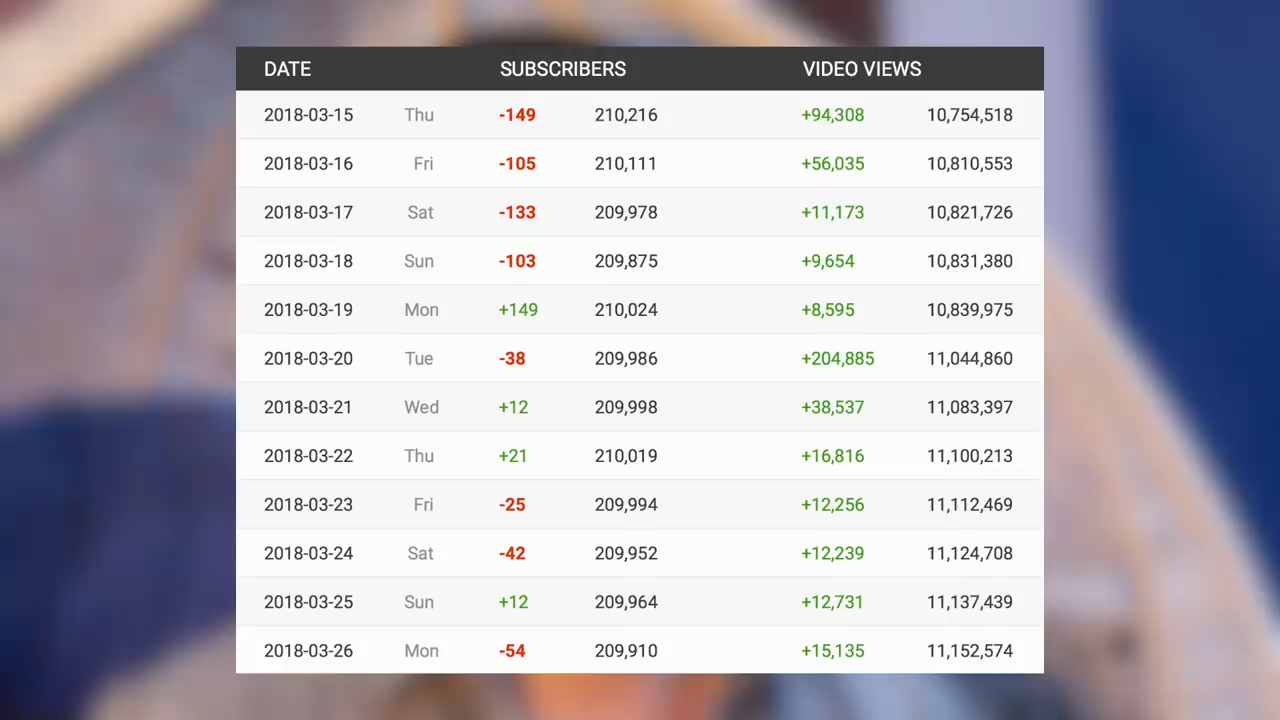 DATE SUBSCRIBERS VIDEO VIEWS
2018-03-15 Thu -149 210,216 +94,308 10,754,518
2018-03-16 Fri -105 210,111 +56,035 10,810,553
2018-03-17 Sat -133 209,978 +11,173 10,821,726
2018-03-18 Sun -103 209,875 +9,654 10,831,380
2018-03-19 Mon +149 210,024 +8,595 10,839,975
2018-03-20 Tue -38 209,986 +204,885 11,044,860
2018-03-21 Wed +12 209,998 +38,537 11,083,397
2018-03-22 Thu +21 210,019 +16,816 11,100,213
2018-03-23 Fri -25 209,994 +12,256 11,112,469
2018-03-24 Sat -42 209,952 +12,239 11,124,708
2018-03-25 Sun +12 209,964 +12,731 11,137,439
2018-03-26 Mon -54 209,910 +15,135 11,152,574